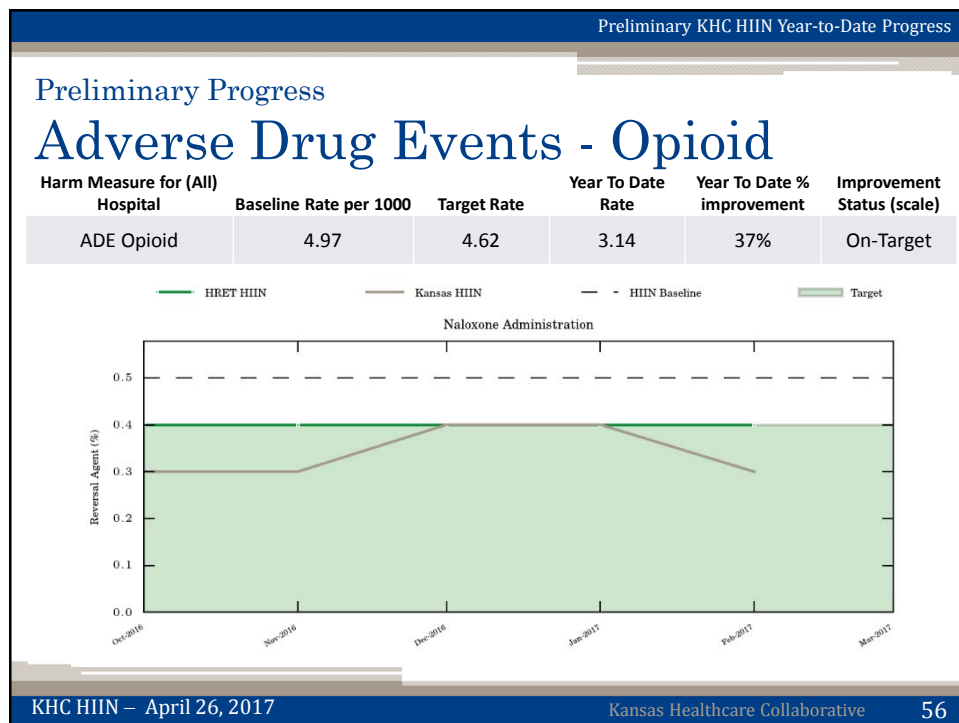 Preliminary KHC HIIN Year-to-Date Progress
Preliminary Progress
Adverse Drug Events - Opioid
Harm Measure for (All) Hospital Baseline Rate per 1000 Target Rate Year To Date Rate Year To Date % improvement Improvement Status (scale)
ADE Opioid 4.97 4.62 3.14 37% On-Target
HRET HIIN Kansas HIIN HIIN Baseline Target
Naloxone Administration
Reversal Agent (%)
0.5
0.4
0.3
0.2
0.1
0.0
Oct-2016 Nov-2016 Dec-2016 Jan-2017 Feb-2017 Mar-2017
KHC HIIN – April 26, 2017 Kansas Healthcare Collaborative 56